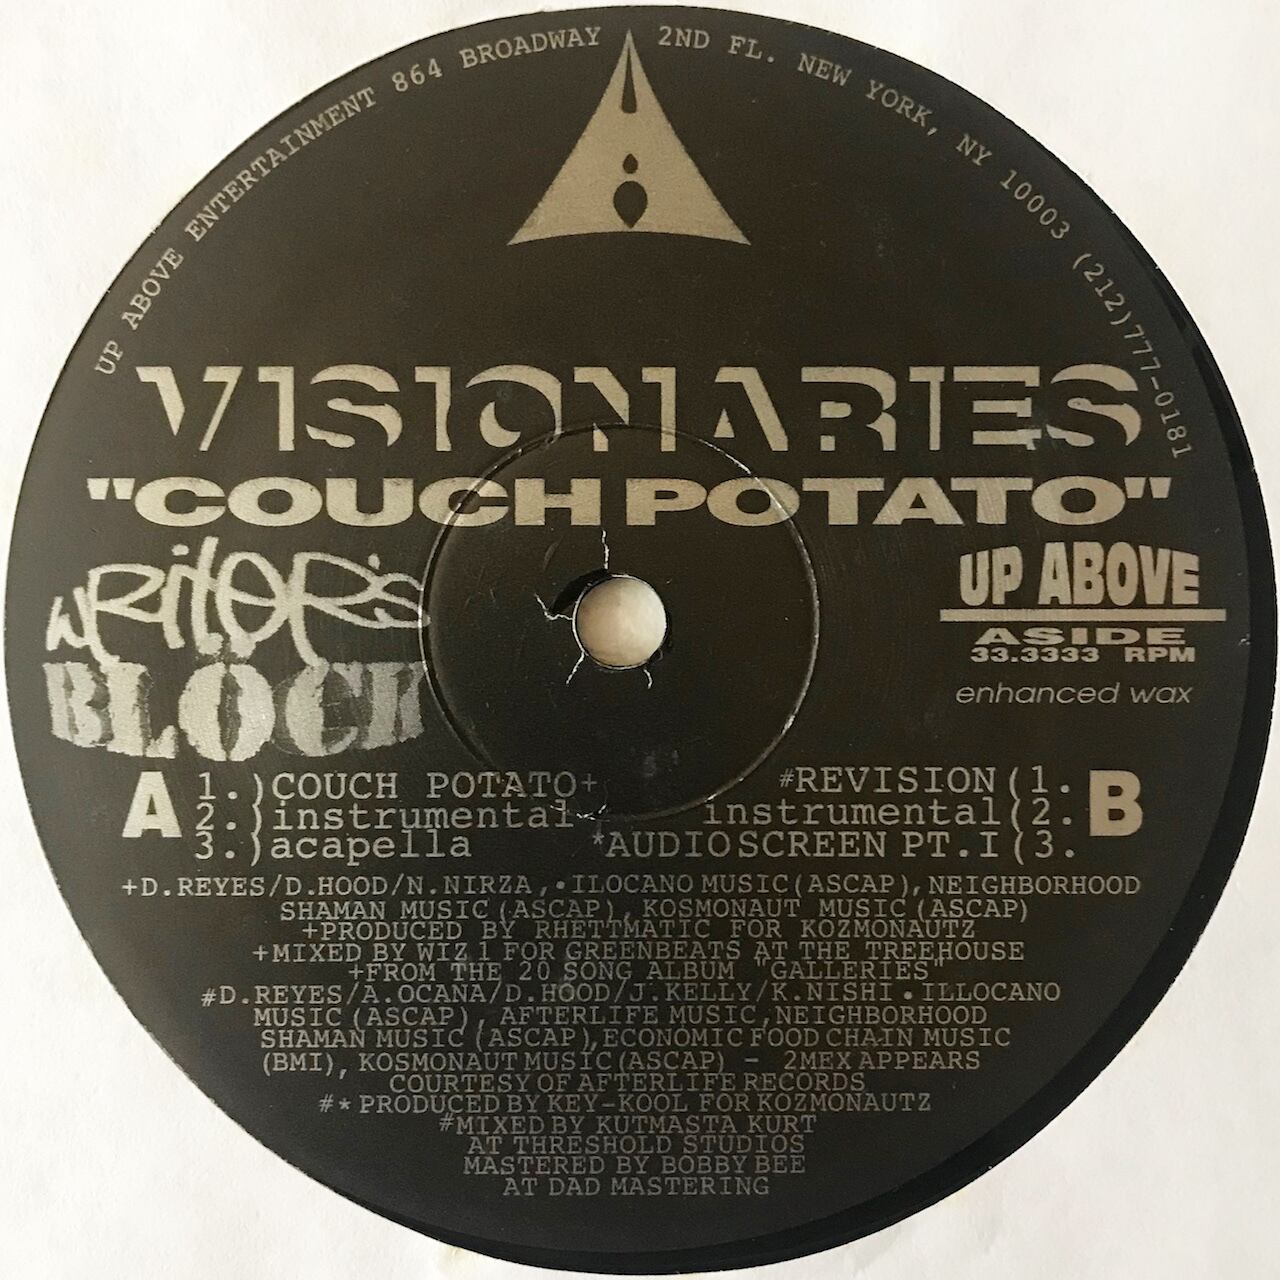 UP ABOVE ENTERTAINMENT 864 BROADWAY 2ND FL. NEW YORK, NY 10003 (212)777-0181
VISIONARIES
"COUCH POTATO"
WRITER'S
BLOCK
UP ABOVE
ASIDE
33.3333 RPM
enhanced wax
A
1.)COUCH POTATO+
2.)instrumental+
3.)acapella
B
#REVISION(1.
instrumental(2.
*AUDIOSCREEN PT.I(3.
+D.REYES/D.HOOD/N.NIRZA,•ILOCANO MUSIC(ASCAP),NEIGHBORHOOD
SHAMAN MUSIC(ASCAP), KOSMONAUT MUSIC(ASCAP)
+PRODUCED BY RHETTMATIC FOR KOZMONAUTZ
+MIXED BY WIZ 1 FOR GREENBEATS AT THE TREEHOUSE
+FROM THE 20 SONG ALBUM "GALLERIES"
#D.REYES/A.OCANA/D.HOOD/J.KELLY/K.NISHI•ILLOCANO
MUSIC(ASCAP), AFTERLIFE MUSIC,NEIGHBORHOOD
SHAMAN MUSIC(ASCAP),ECONOMIC FOOD CHAIN MUSIC
(BMI), KOSMONAUT MUSIC(ASCAP) - 2MEX APPEARS
COURTESY OF AFTERLIFE RECORDS
#*PRODUCED BY KEY-KOOL FOR KOZMONAUTZ
#MIXED BY KUTMASTA KURT
AT THRESHOLD STUDIOS
MASTERED BY BOBBY BEE
AT DAD MASTERING